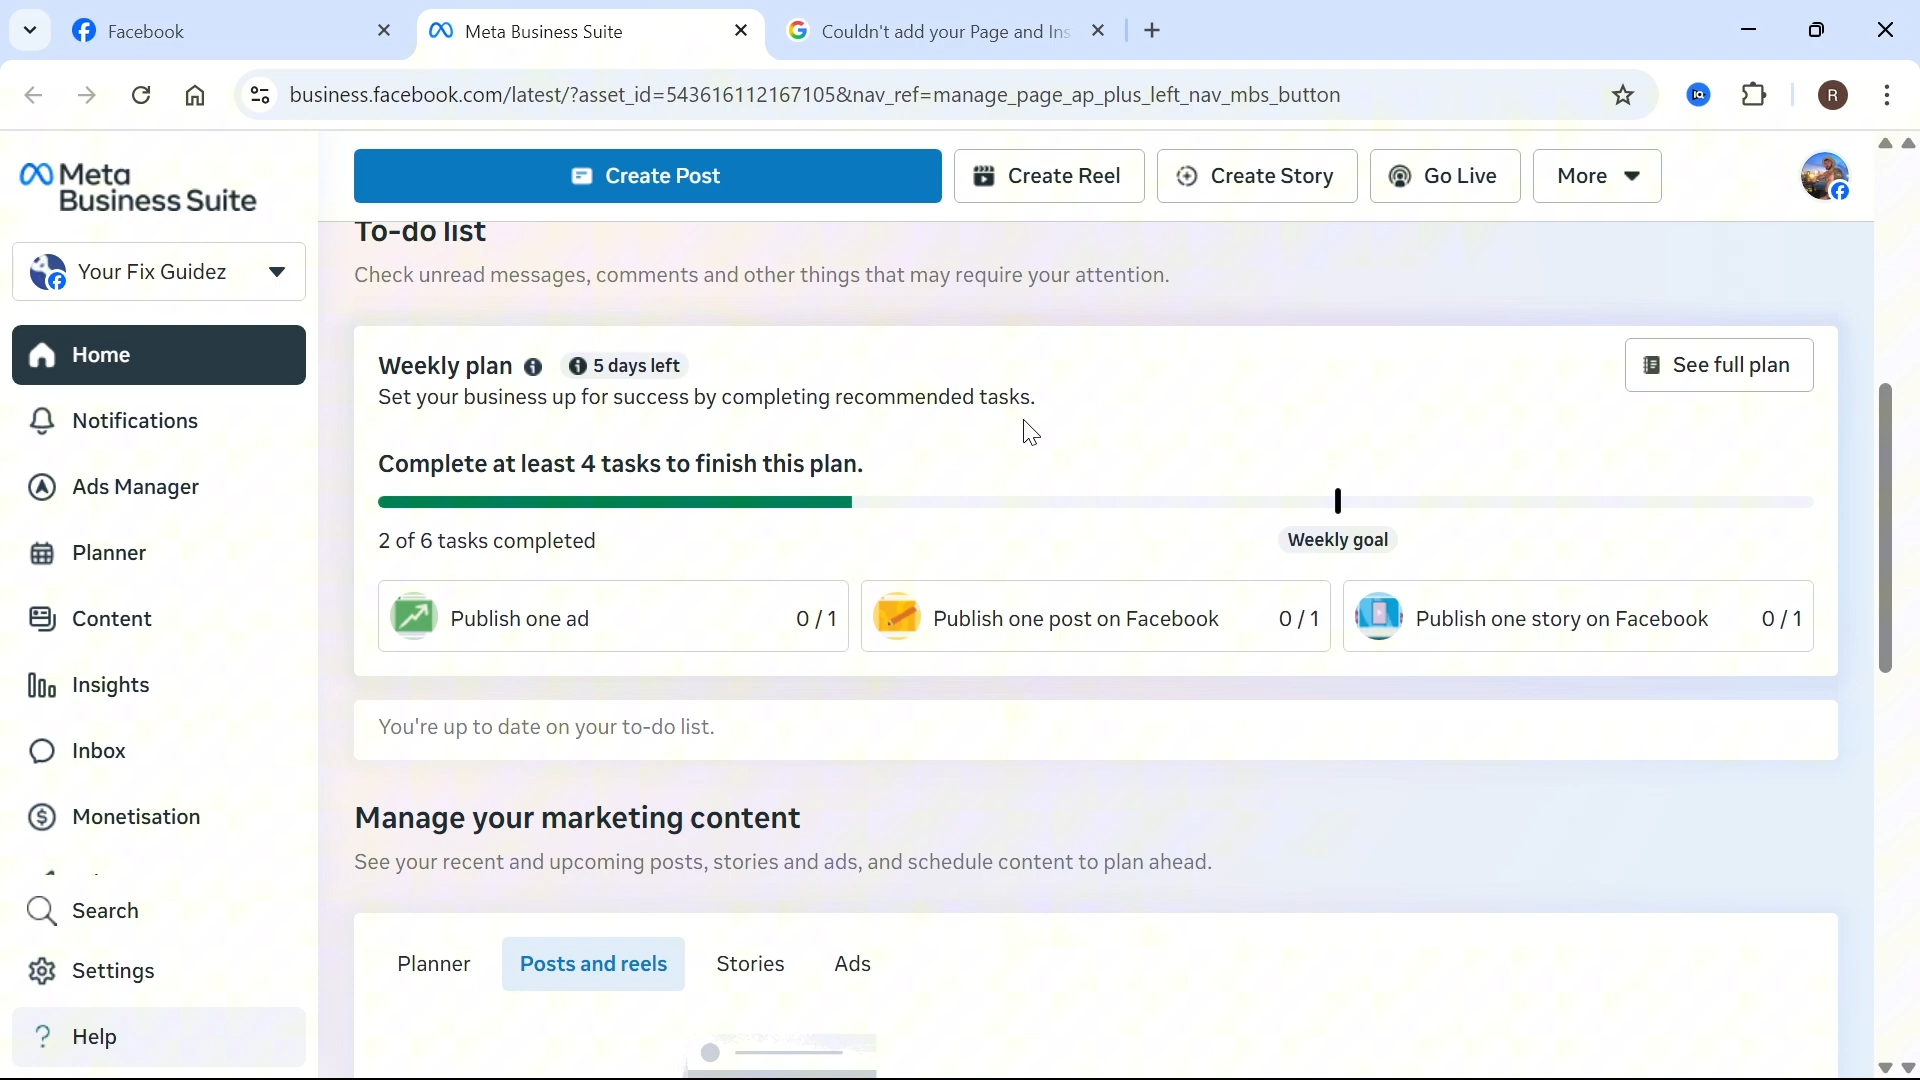 Facebook
Meta Business Suite
Couldn't add your Page and Ins
business.facebook.com/latest/?asset_id=543616112167105&nav_ref=manage_page_ap_plus_left_nav_mbs_button
IQ
R
Meta
Business Suite
Create Post
Create Reel
Create Story
Go Live
More
Your Fix Guidez
Home
Notifications
Ads Manager
Planner
Content
Insights
Inbox
Monetisation
Search
Settings
? Help
To-do list
Check unread messages, comments and other things that may require your attention.
Weekly plan
5 days left
See full plan
Set your business up for success by completing recommended tasks.
Complete at least 4 tasks to finish this plan.
2 of 6 tasks completed
Weekly goal
Publish one ad 0 / 1
Publish one post on Facebook 0 / 1
Publish one story on Facebook 0 / 1
You're up to date on your to-do list.
Manage your marketing content
See your recent and upcoming posts, stories and ads, and schedule content to plan ahead.
Planner Posts and reels Stories Ads